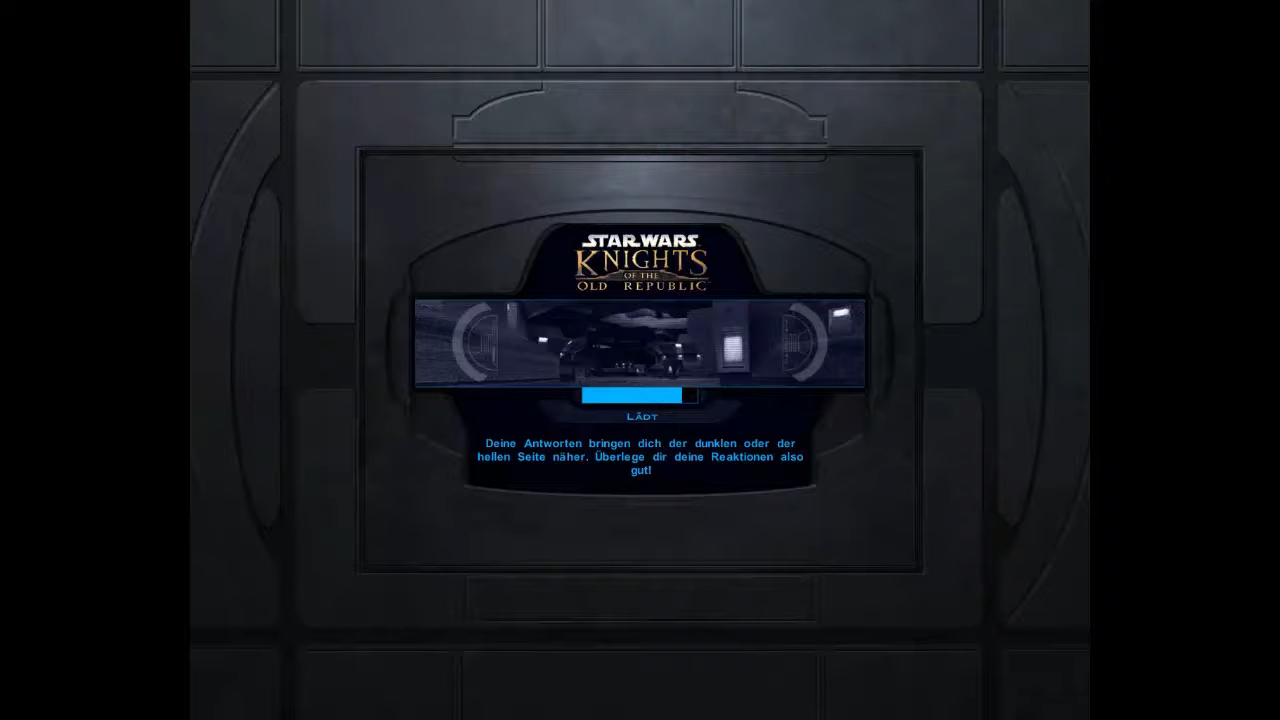 STAR WARS
KNIGHTS
OF THE
OLD REPUBLIC
LÄDT
Deine Antworten bringen dich der dunklen oder der
hellen Seite näher. Überlege dir deine Reaktionen also
gut!